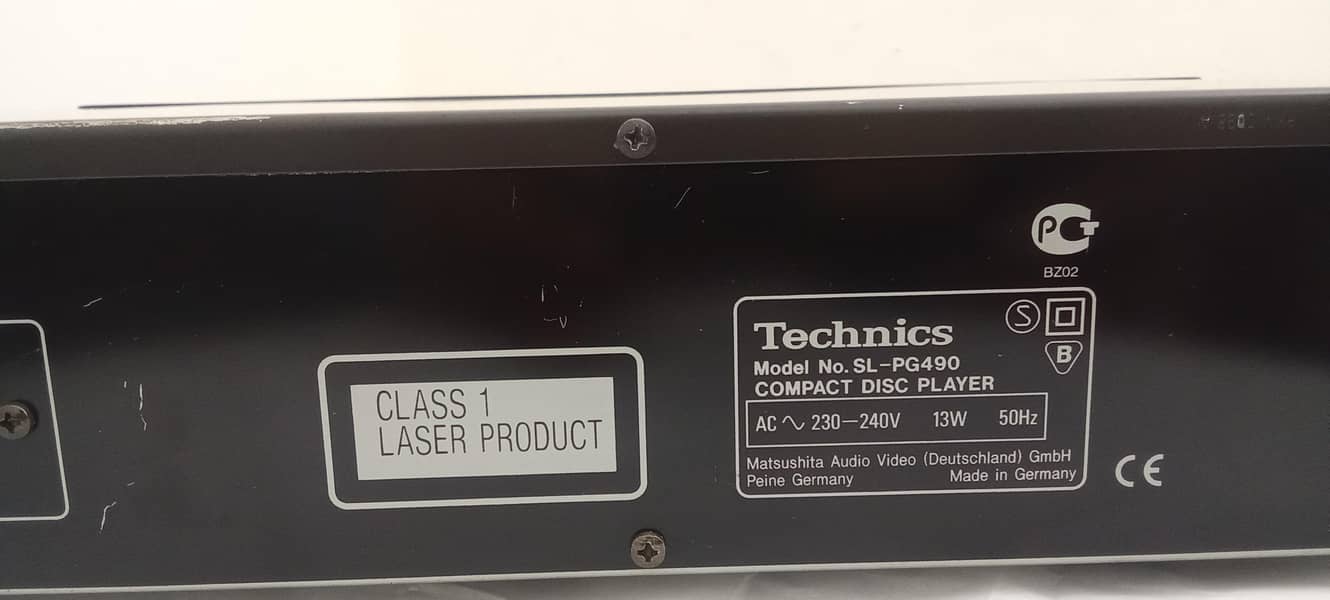 PCT
BZ02
Technics
S
B
Model No. SL-PG490
COMPACT DISC PLAYER
AC ∿ 230-240V 13W 50Hz
Matsushita Audio Video (Deutschland) GmbH
Peine Germany Made in Germany
CE
CLASS 1
LASER PRODUCT